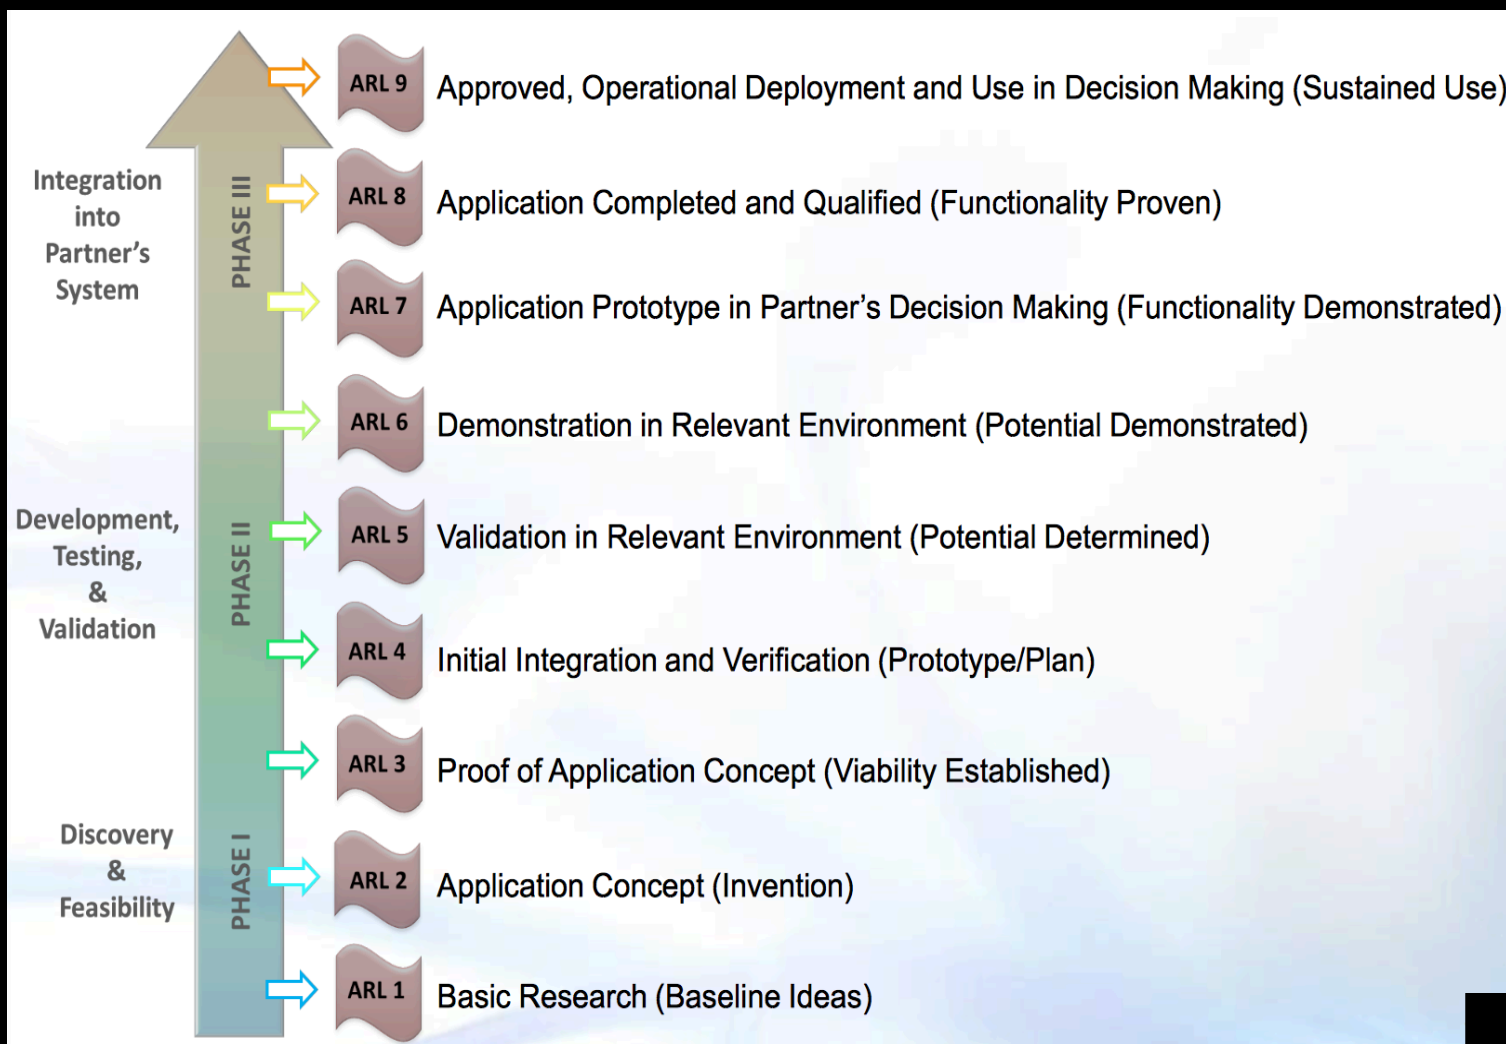 ARL 9
Approved, Operational Deployment and Use in Decision Making (Sustained Use)
Integration
into
Partner’s
System
PHASE III
ARL 8
Application Completed and Qualified (Functionality Proven)
ARL 7
Application Prototype in Partner’s Decision Making (Functionality Demonstrated)
ARL 6
Demonstration in Relevant Environment (Potential Demonstrated)
Development,
Testing,
&
Validation
PHASE II
ARL 5
Validation in Relevant Environment (Potential Determined)
ARL 4
Initial Integration and Verification (Prototype/Plan)
ARL 3
Proof of Application Concept (Viability Established)
Discovery
&
Feasibility
PHASE I
ARL 2
Application Concept (Invention)
ARL 1
Basic Research (Baseline Ideas)